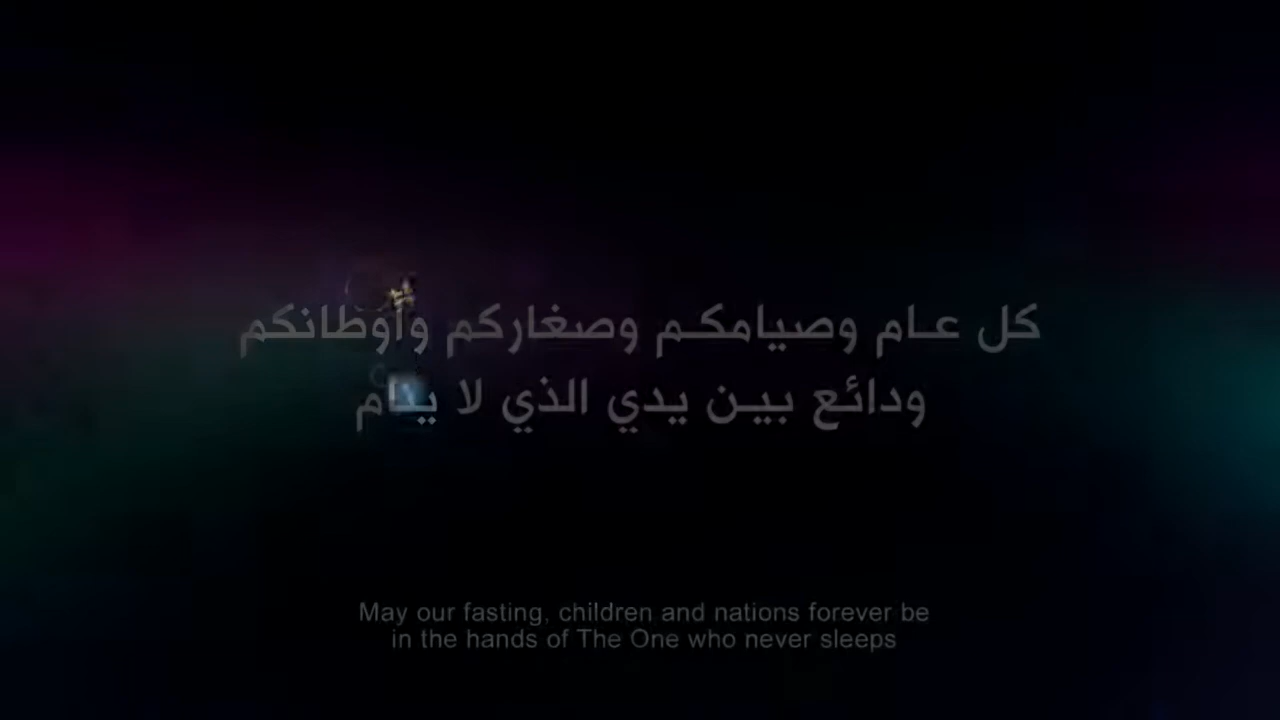 كل عام وصيامكم وصغاركم وأوطانكم
ودائع بين يدي الذي لا ينام
May our fasting, children and nations forever be
in the hands of The One who never sleeps